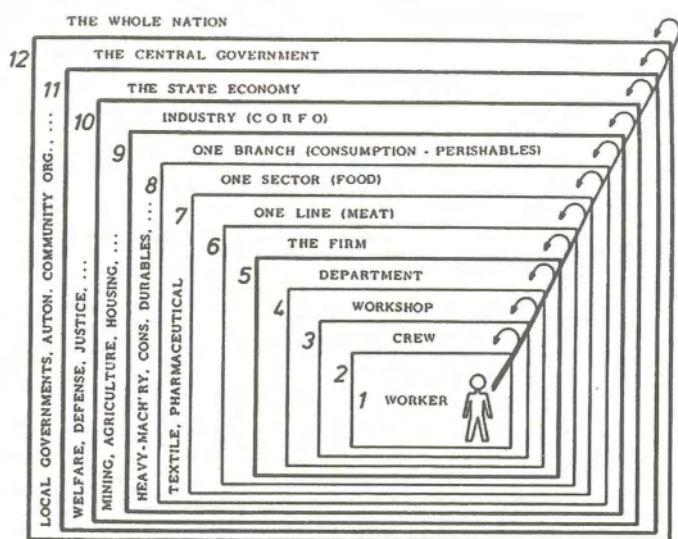 THE WHOLE NATION
12
THE CENTRAL GOVERNMENT
11
THE STATE ECONOMY
10
INDUSTRY (CORFO)
9
ONE BRANCH (CONSUMPTION - PERISHABLES)
8
ONE SECTOR (FOOD)
7
ONE LINE (MEAT)
6
THE FIRM
5
DEPARTMENT
4
WORKSHOP
3
CREW
2
1 WORKER
LOCAL GOVERNMENTS, AUTON. COMMUNITY ORG., ...
WELFARE, DEFENSE, JUSTICE, ...
MINING, AGRICULTURE, HOUSING, ...
HEAVY-MACH'RY, CONS. DURABLES, ...
TEXTILE, PHARMACEUTICAL